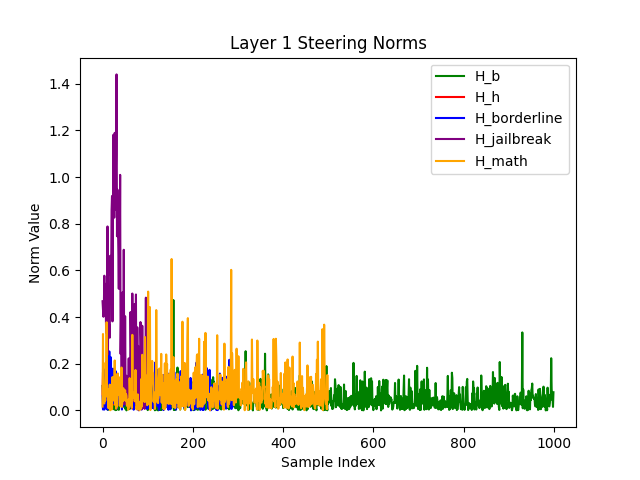 Layer 1 Steering Norms
Norm Value
1.4
1.2
1.0
0.8
0.6
0.4
0.2
0.0
H_b
H_h
H_borderline
H_jailbreak
H_math
0 200 400 600 800 1000
Sample Index